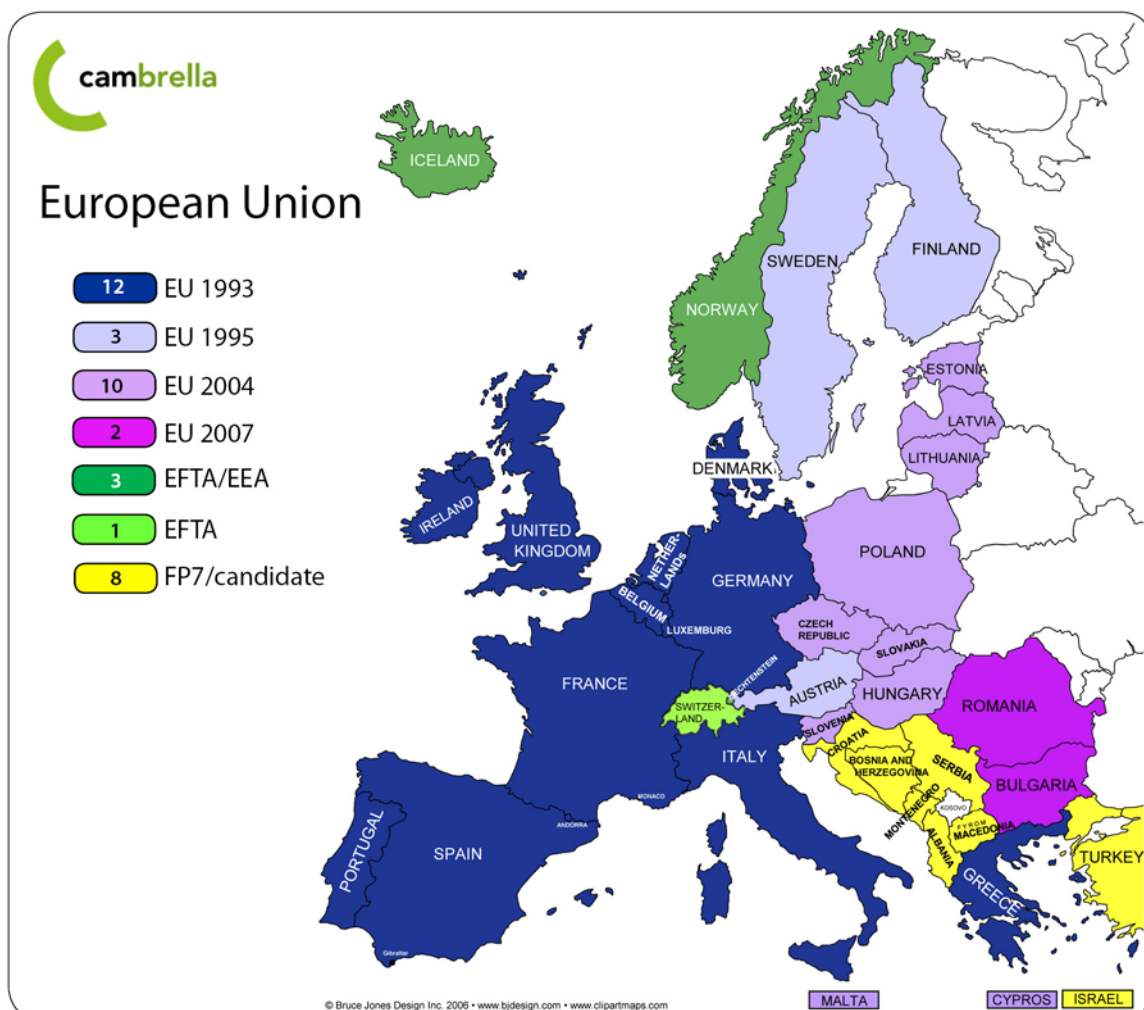 cambrella
European Union
12 EU 1993
3 EU 1995
10 EU 2004
2 EU 2007
3 EFTA/EEA
1 EFTA
8 FP7/candidate
ICELAND
NORWAY
SWEDEN
FINLAND
ESTONIA
LATVIA
LITHUANIA
DENMARK
IRELAND
UNITED
KINGDOM
NETHER-
LANDs
BELGIUM
LUXEMBURG
GERMANY
POLAND
CZECH
REPUBLIC
SLOVAKIA
FRANCE
LIECHTENSTEIN
SWITZER-
LAND
AUSTRIA
HUNGARY
SLOVENIA
ROMANIA
ITALY
CROATIA
BOSNIA AND
HERZEGOVINA
SERBIA
MONTENEGRO
KOSOVO
BULGARIA
FYROM
MACEDONIA
ALBANIA
MONACO
ANDORRA
PORTUGAL
SPAIN
GREECE
TURKEY
Gibraltar
MALTA
CYPROS
ISRAEL
© Bruce Jones Design Inc. 2006 • www.bjdesign.com • www.clipartmaps.com